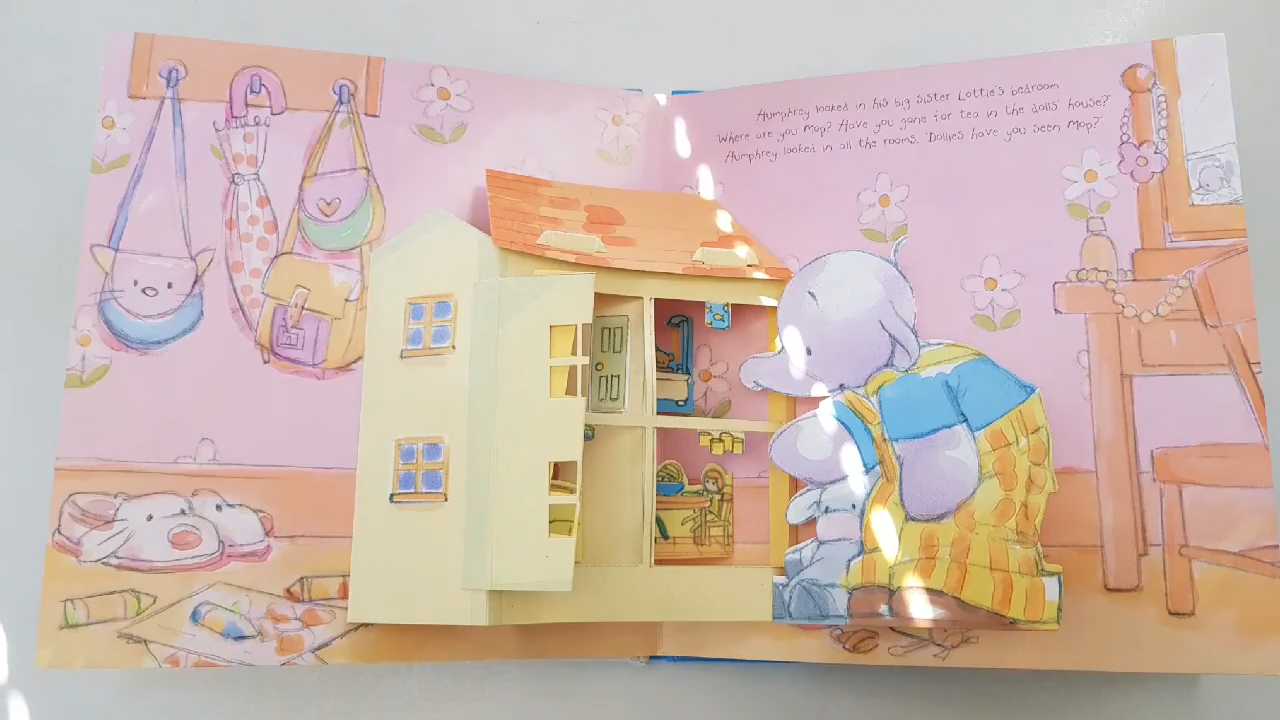 Humphrey looked in his big sister Lottie's bedroom
"Where are you Mop? Have you gone for tea in the dolls' house?"
Humphrey looked in all the rooms. "Dollies have you seen Mop?"